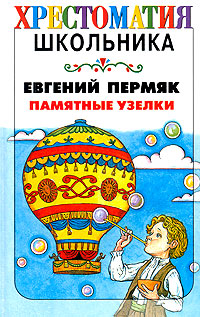 ХРЕСТОМАТИЯ
ШКОЛЬНИКА
ЕВГЕНИЙ ПЕРМЯК
ПАМЯТНЫЕ УЗЕЛКИ